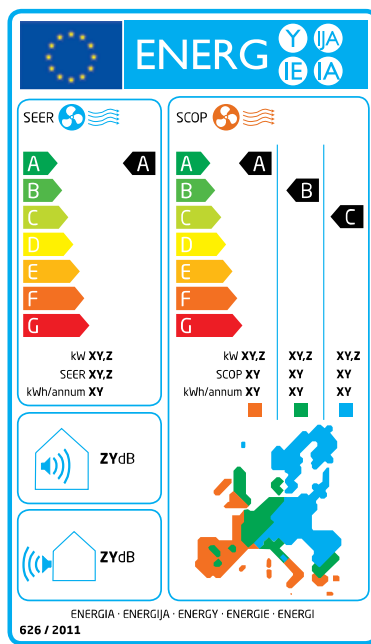 ENERG Y IJA
IE IA
SEER
A A
B
C
D
E
F
G
kW XY,Z
SEER XY,Z
kWh/annum XY
SCOP
A A
B B
C C
D
E
F
G
kW XY,Z XY,Z XY,Z
SCOP XY XY XY
kWh/annum XY XY XY
ZYdB
ZYdB
ENERGIA · ENERGIJA · ENERGY · ENERGIE · ENERGI
626 / 2011